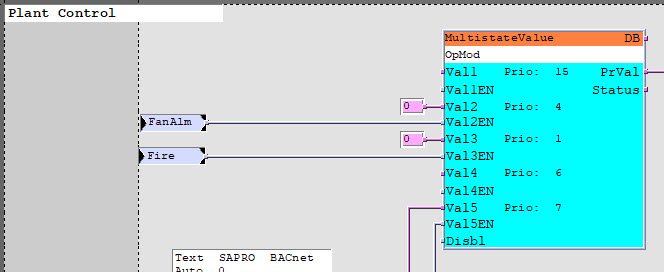 Plant Control
MultistateValue DB
OpMod
Val1 Prio: 15 PrVal
Val1EN Status
0 Val2 Prio: 4
FanAlm Val2EN
0 Val3 Prio: 1
Fire Val3EN
Val4 Prio: 6
Val4EN
Val5 Prio: 7
Val5EN
Disbl
Text SAPRO BACnet
Auto 0